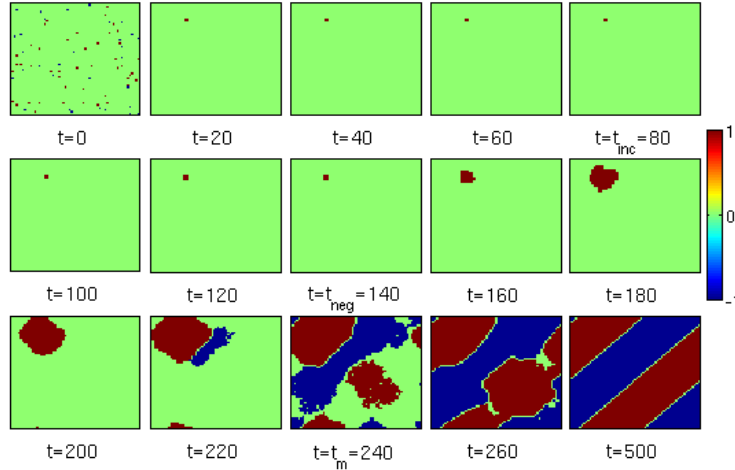 t=0 t=20 t=40 t=60 t=t_inc=80
1
0
-1
t=100 t=120 t=t_neg=140 t=160 t=180
t=200 t=220 t=t_m=240 t=260 t=500